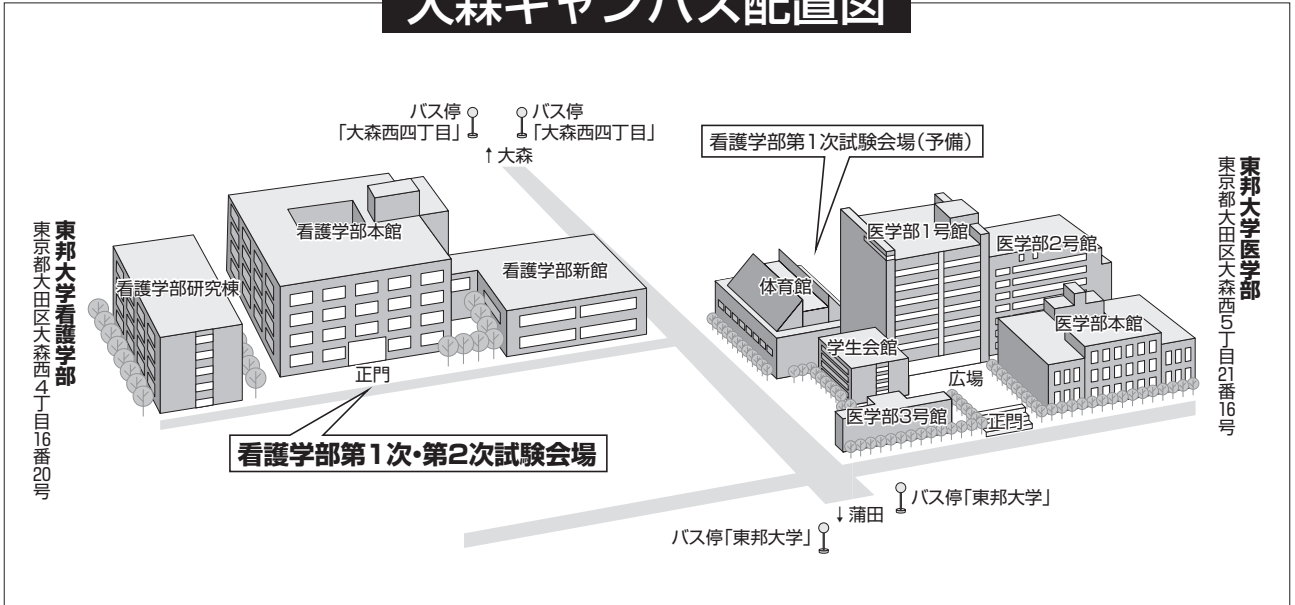 大森キャンパス配置図
バス停
「大森西四丁目」
バス停
「大森西四丁目」
↑大森
看護学部第1次試験会場(予備)
東邦大学看護学部
東京都大田区大森西4丁目16番20号
看護学部研究棟
看護学部本館
看護学部新館
正門
看護学部第1次・第2次試験会場
体育館
医学部1号館
医学部2号館
学生会館
医学部本館
広場
医学部3号館
正門
東邦大学医学部
東京都大田区大森西5丁目21番16号
バス停「東邦大学」
↓蒲田
バス停「東邦大学」